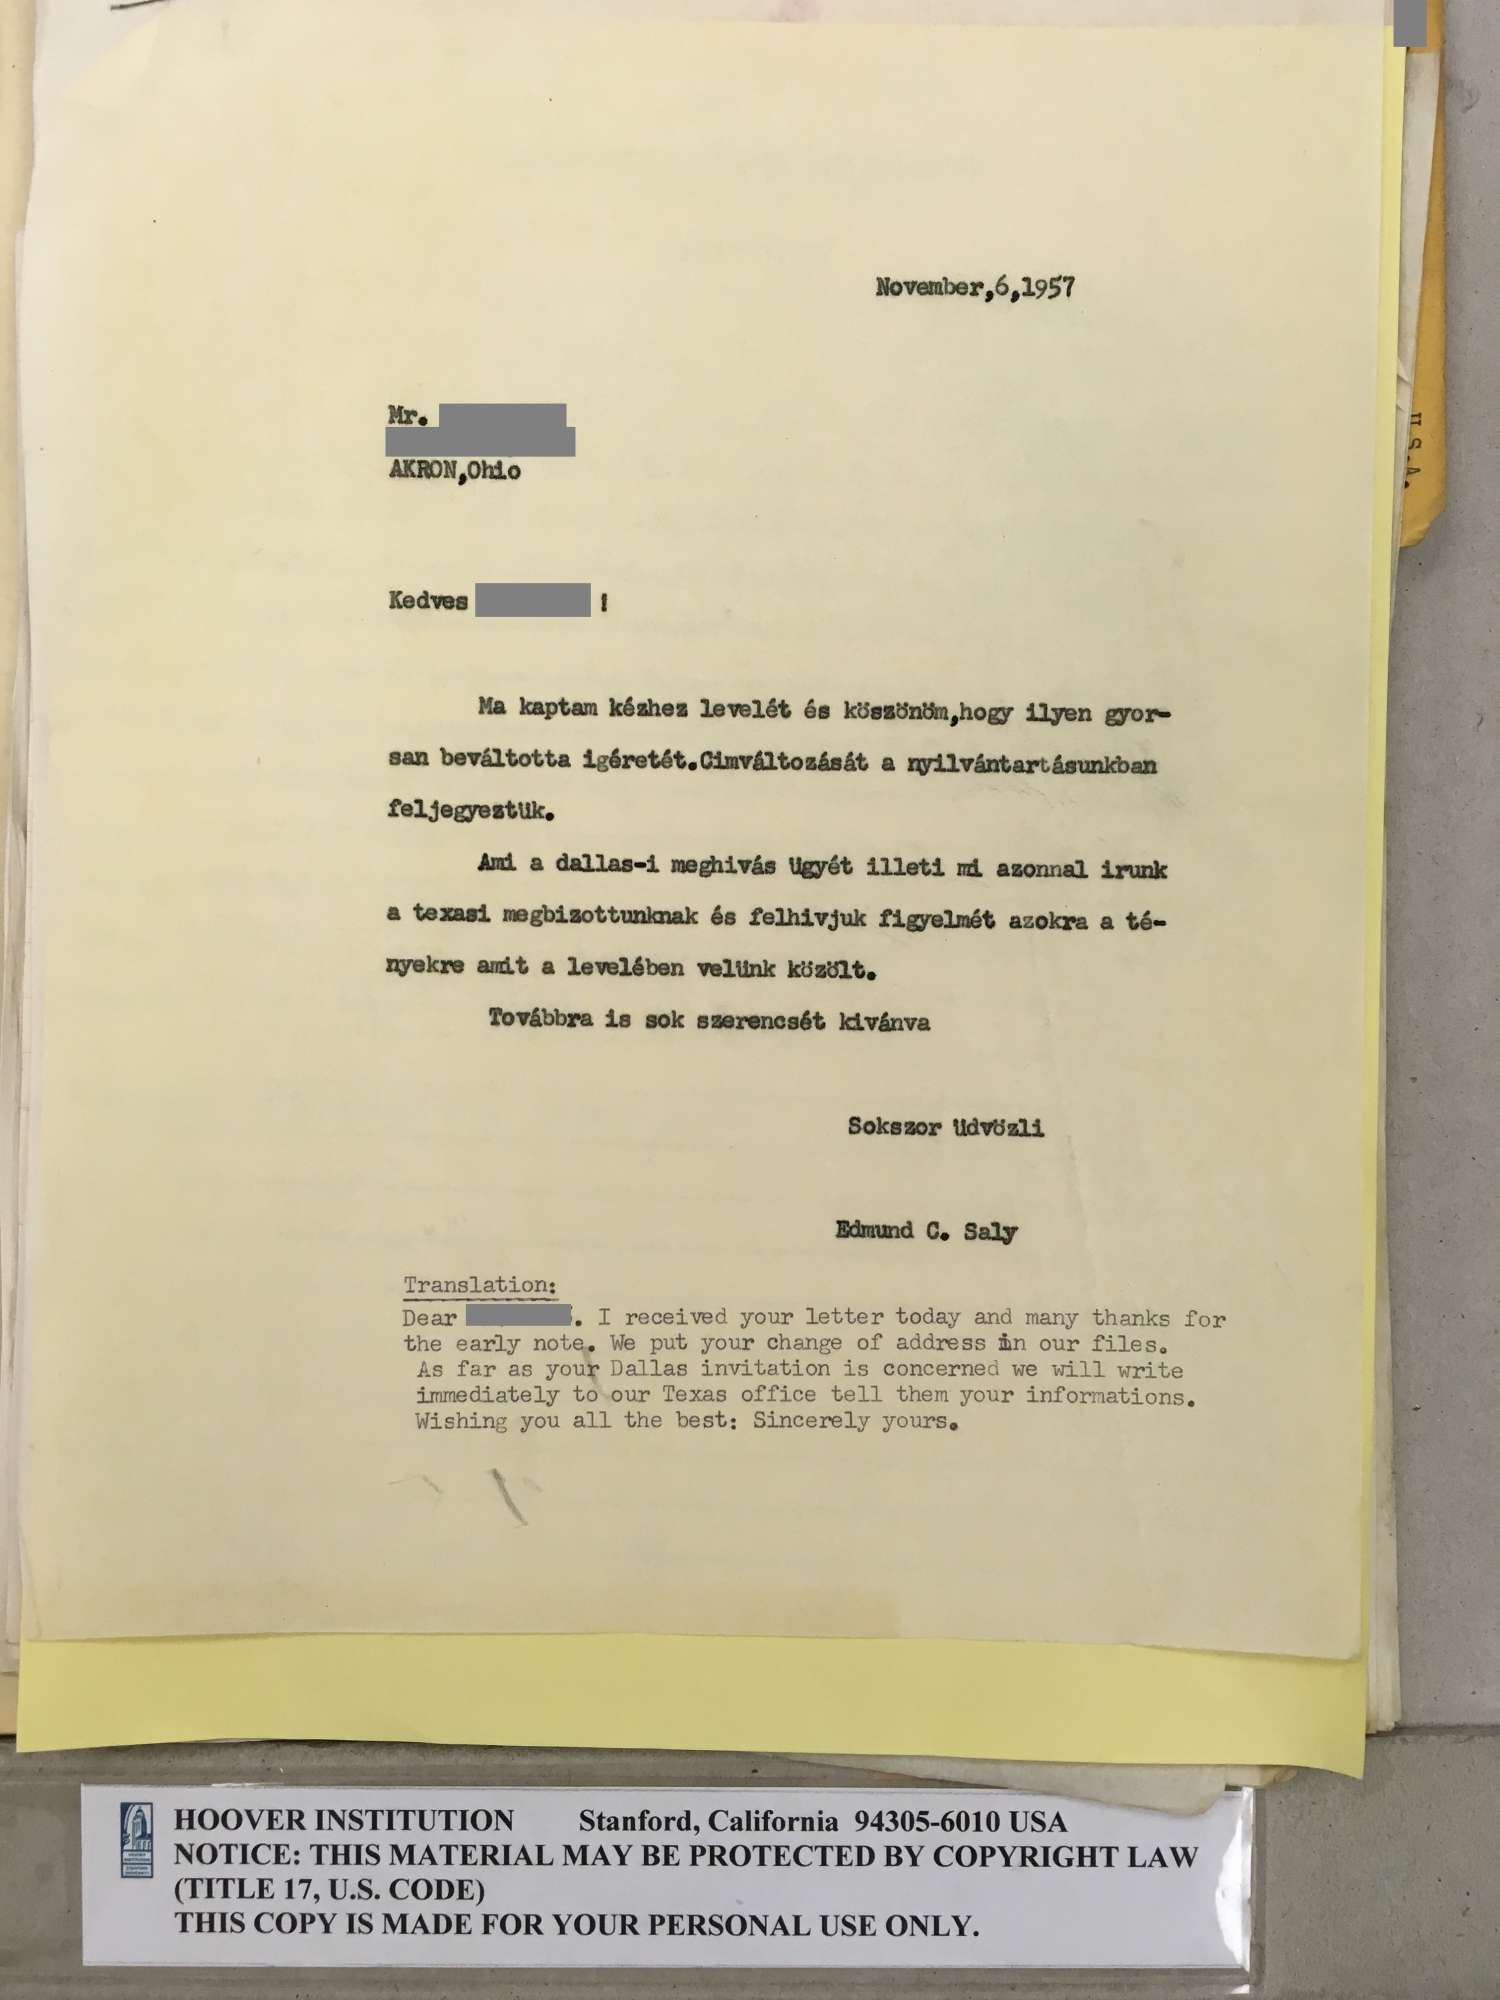 November,6,1957
Mr.
AKRON,Ohio
Kedves !
Ma kaptam kézhez levelét és köszönöm,hogy ilyen gyor-
san beváltotta igéretét.Cimváltozását a nyilvántartásunkban
feljegyeztük.
Ami a dallas-i meghivás ügyét illeti mi azonnal irunk
a texasi megbizottunknak és felhivjuk figyelmét azokra a té-
nyekre amit a levelében velünk közölt.
Továbbra is sok szerencsét kivánva
Sokszor üdvözli
Edmund C. Saly
Translation:
Dear . I received your letter today and many thanks for
the early note. We put your change of address in our files.
As far as your Dallas invitation is concerned we will write
immediately to our Texas office tell them your informations.
Wishing you all the best: Sincerely yours.
U.S.A.
HOOVER INSTITUTION Stanford, California 94305-6010 USA
NOTICE: THIS MATERIAL MAY BE PROTECTED BY COPYRIGHT LAW
(TITLE 17, U.S. CODE)
THIS COPY IS MADE FOR YOUR PERSONAL USE ONLY.